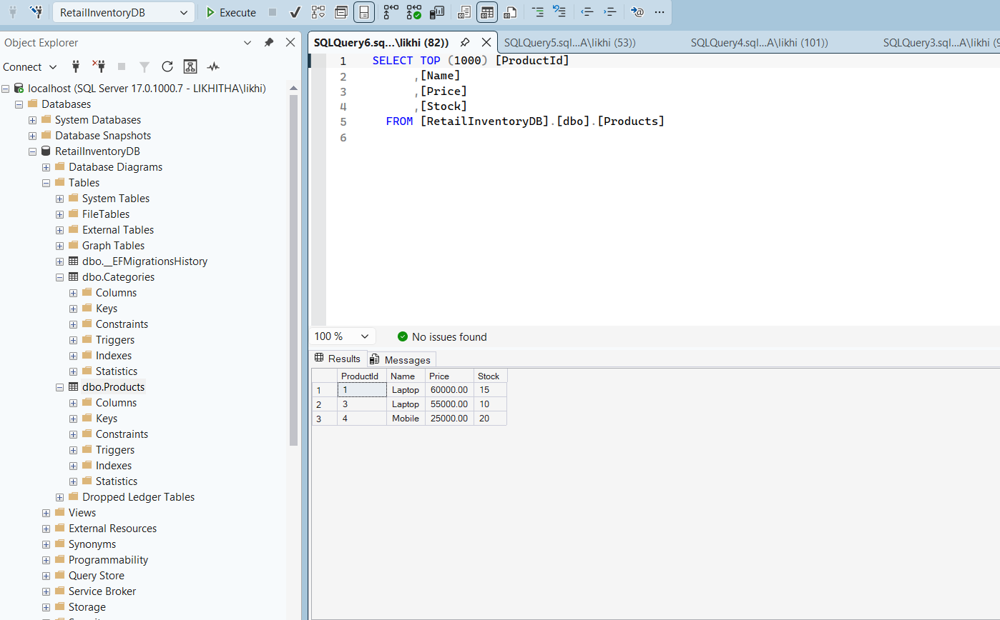 RetailInventoryDB
Execute
Object Explorer
Connect
localhost (SQL Server 17.0.1000.7 - LIKHITHA\likhi)
Databases
System Databases
Database Snapshots
RetailInventoryDB
Database Diagrams
Tables
System Tables
FileTables
External Tables
Graph Tables
dbo.__EFMigrationsHistory
dbo.Categories
Columns
Keys
Constraints
Triggers
Indexes
Statistics
dbo.Products
Columns
Keys
Constraints
Triggers
Indexes
Statistics
Dropped Ledger Tables
Views
External Resources
Synonyms
Programmability
Query Store
Service Broker
Storage
SQLQuery6.sq...\likhi (82)) SQLQuery5.sql...A\likhi (53)) SQLQuery4.sql...A\likhi (101)) SQLQuery3.sql...A\likhi
1 SELECT TOP (1000) [ProductId]
2 ,[Name]
3 ,[Price]
4 ,[Stock]
5 FROM [RetailInventoryDB].[dbo].[Products]
6
100 % No issues found
Results Messages
ProductId Name Price Stock
1 1 Laptop 60000.00 15
2 3 Laptop 55000.00 10
3 4 Mobile 25000.00 20